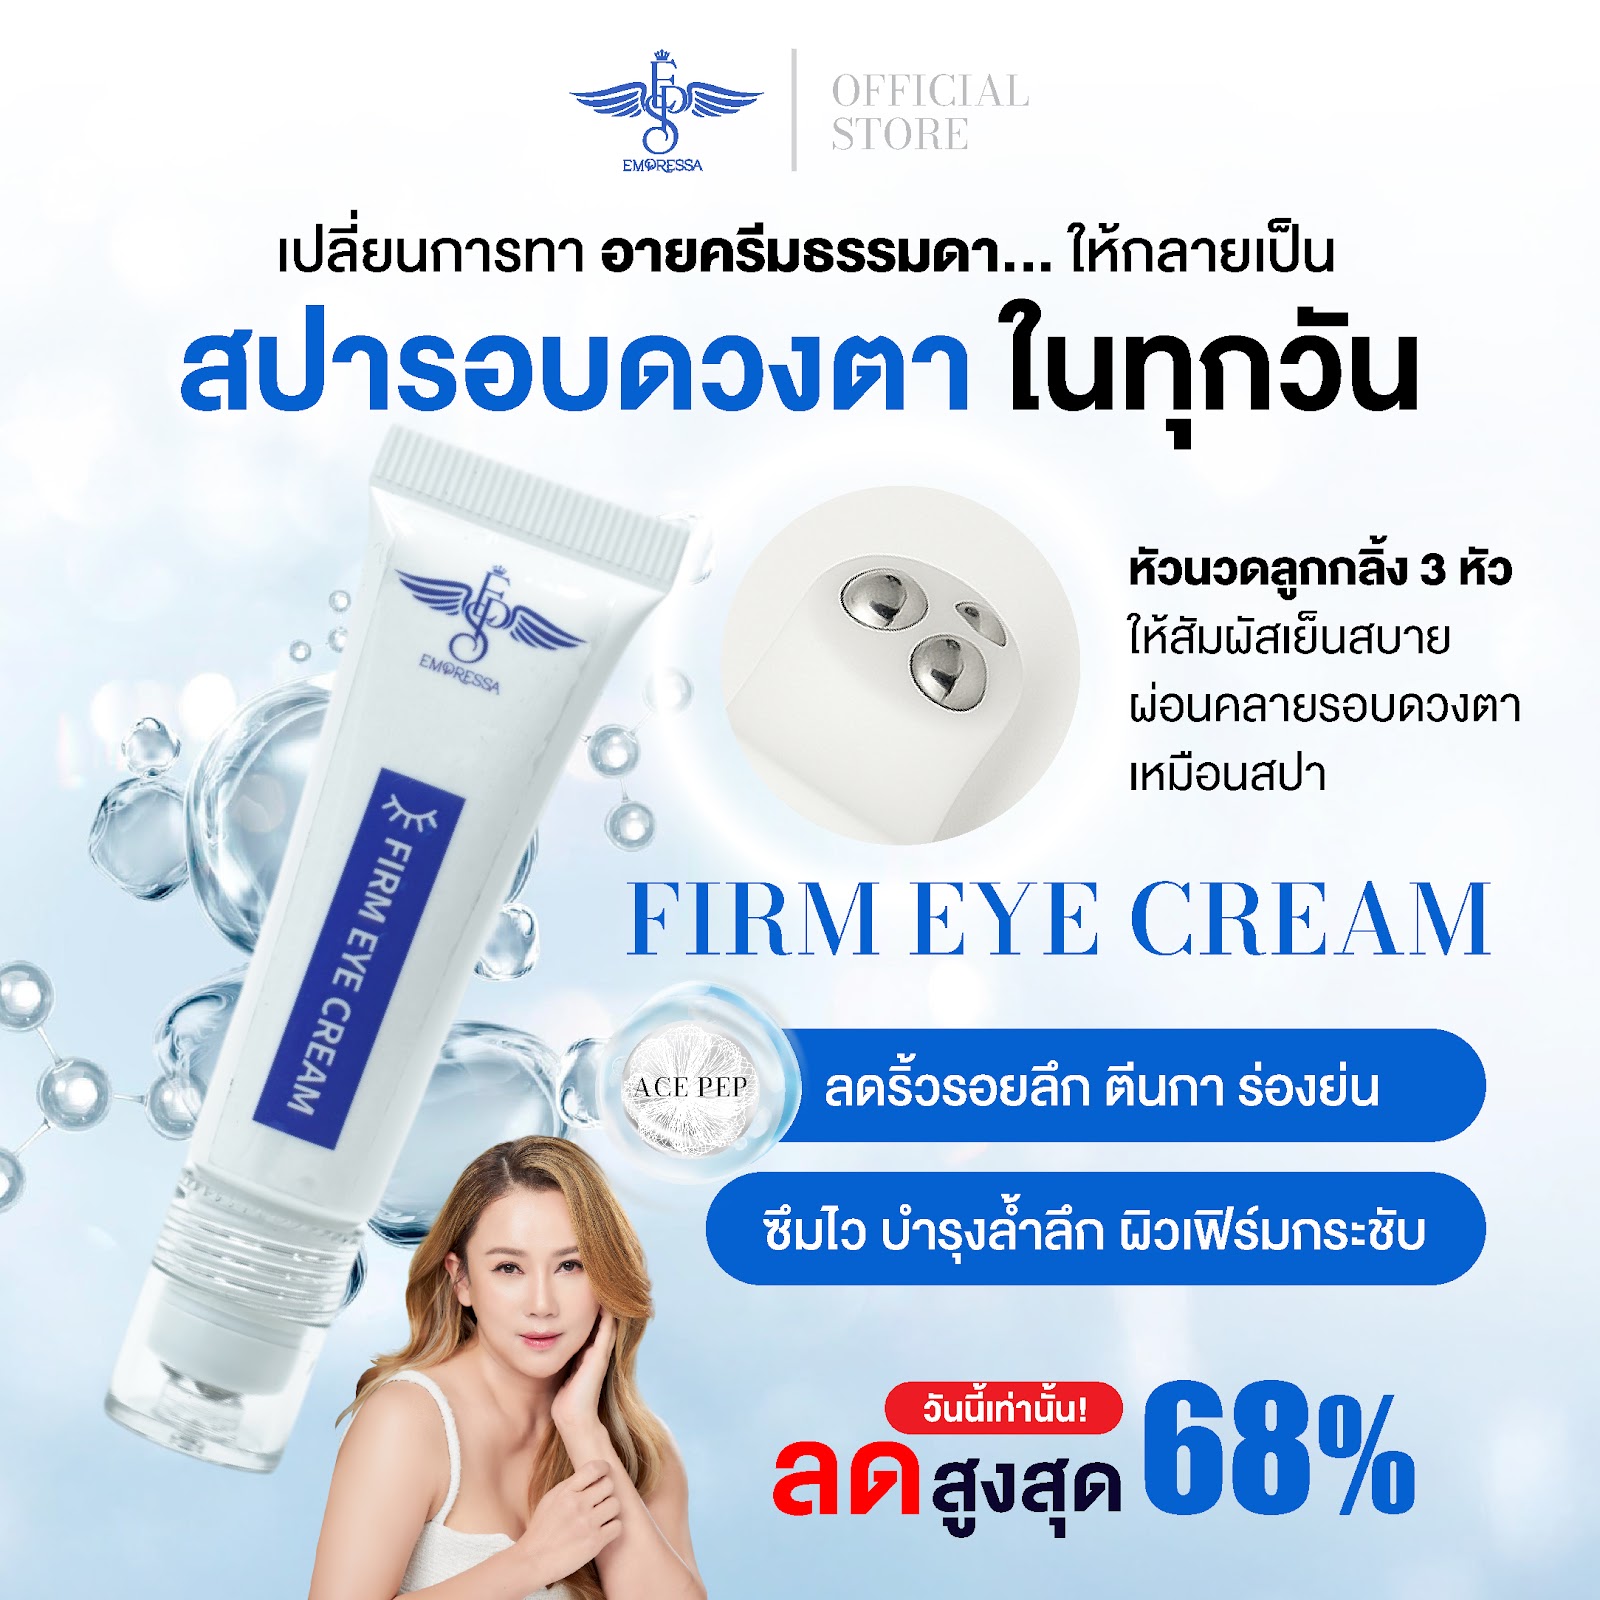 EMPRESSA
OFFICIAL
STORE
เปลี่ยนการทา อายครีมธรรมดา... ให้กลายเป็น
สปารอบดวงตา ในทุกวัน
EMPRESSA
FIRM EYE CREAM
หัวนวดลูกกลิ้ง 3 หัว
ให้สัมผัสเย็นสบาย
ผ่อนคลายรอบดวงตา
เหมือนสปา
FIRM EYE CREAM
ACE PEP
ลดริ้วรอยลึก ตีนกา ร่องย่น
ซึมไว บำรุงล้ำลึก ผิวเฟิร์มกระชับ
วันนี้เท่านั้น!
ลดสูงสุด 68%